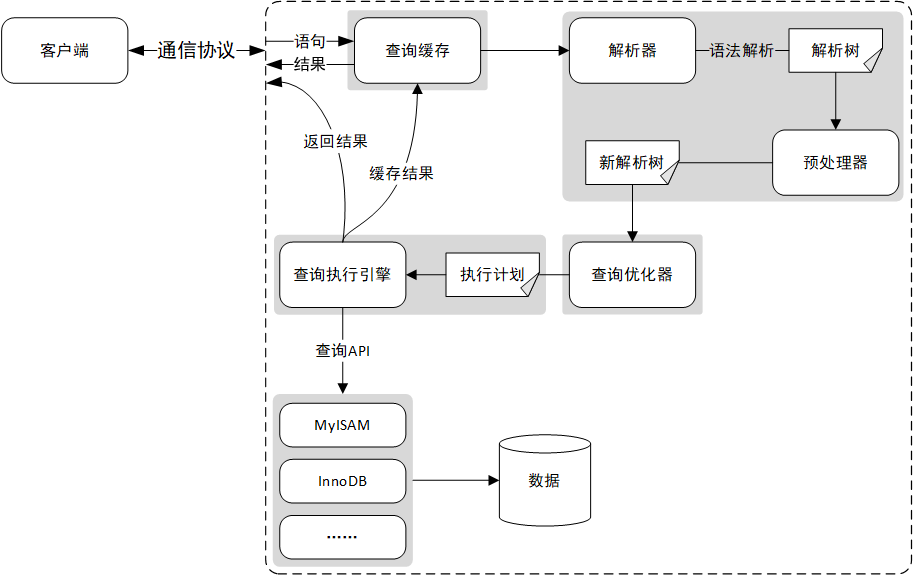 客户端
通信协议
语句
结果
查询缓存
解析器
语法解析
解析树
返回结果
缓存结果
新解析树
预处理器
查询执行引擎
执行计划
查询优化器
查询API
MyISAM
InnoDB
数据
……